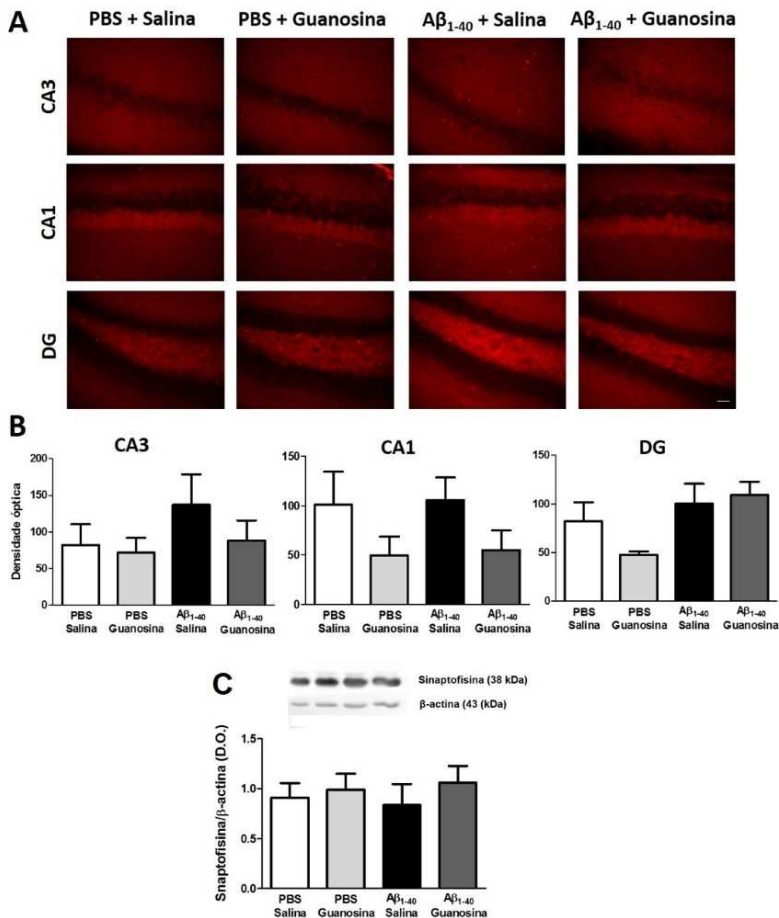 A
PBS + Salina PBS + Guanosina Aβ1-40 + Salina Aβ1-40 + Guanosina
CA3
CA1
DG
B
CA3
Densidade óptica
200
150
100
50
0
PBS Salina
PBS Guanosina
Aβ1-40 Salina
Aβ1-40 Guanosina
CA1
150
100
50
0
PBS Salina
PBS Guanosina
Aβ1-40 Salina
Aβ1-40 Guanosina
DG
150
100
50
0
PBS Salina
PBS Guanosina
Aβ1-40 Salina
Aβ1-40 Guanosina
C
Sinaptofisina (38 kDa)
β-actina (43 (kDa)
Snaptofisina/β-actina (D.O.)
1.5
1.0
0.5
0.0
PBS Salina
PBS Guanosina
Aβ1-40 Salina
Aβ1-40 Guanosina